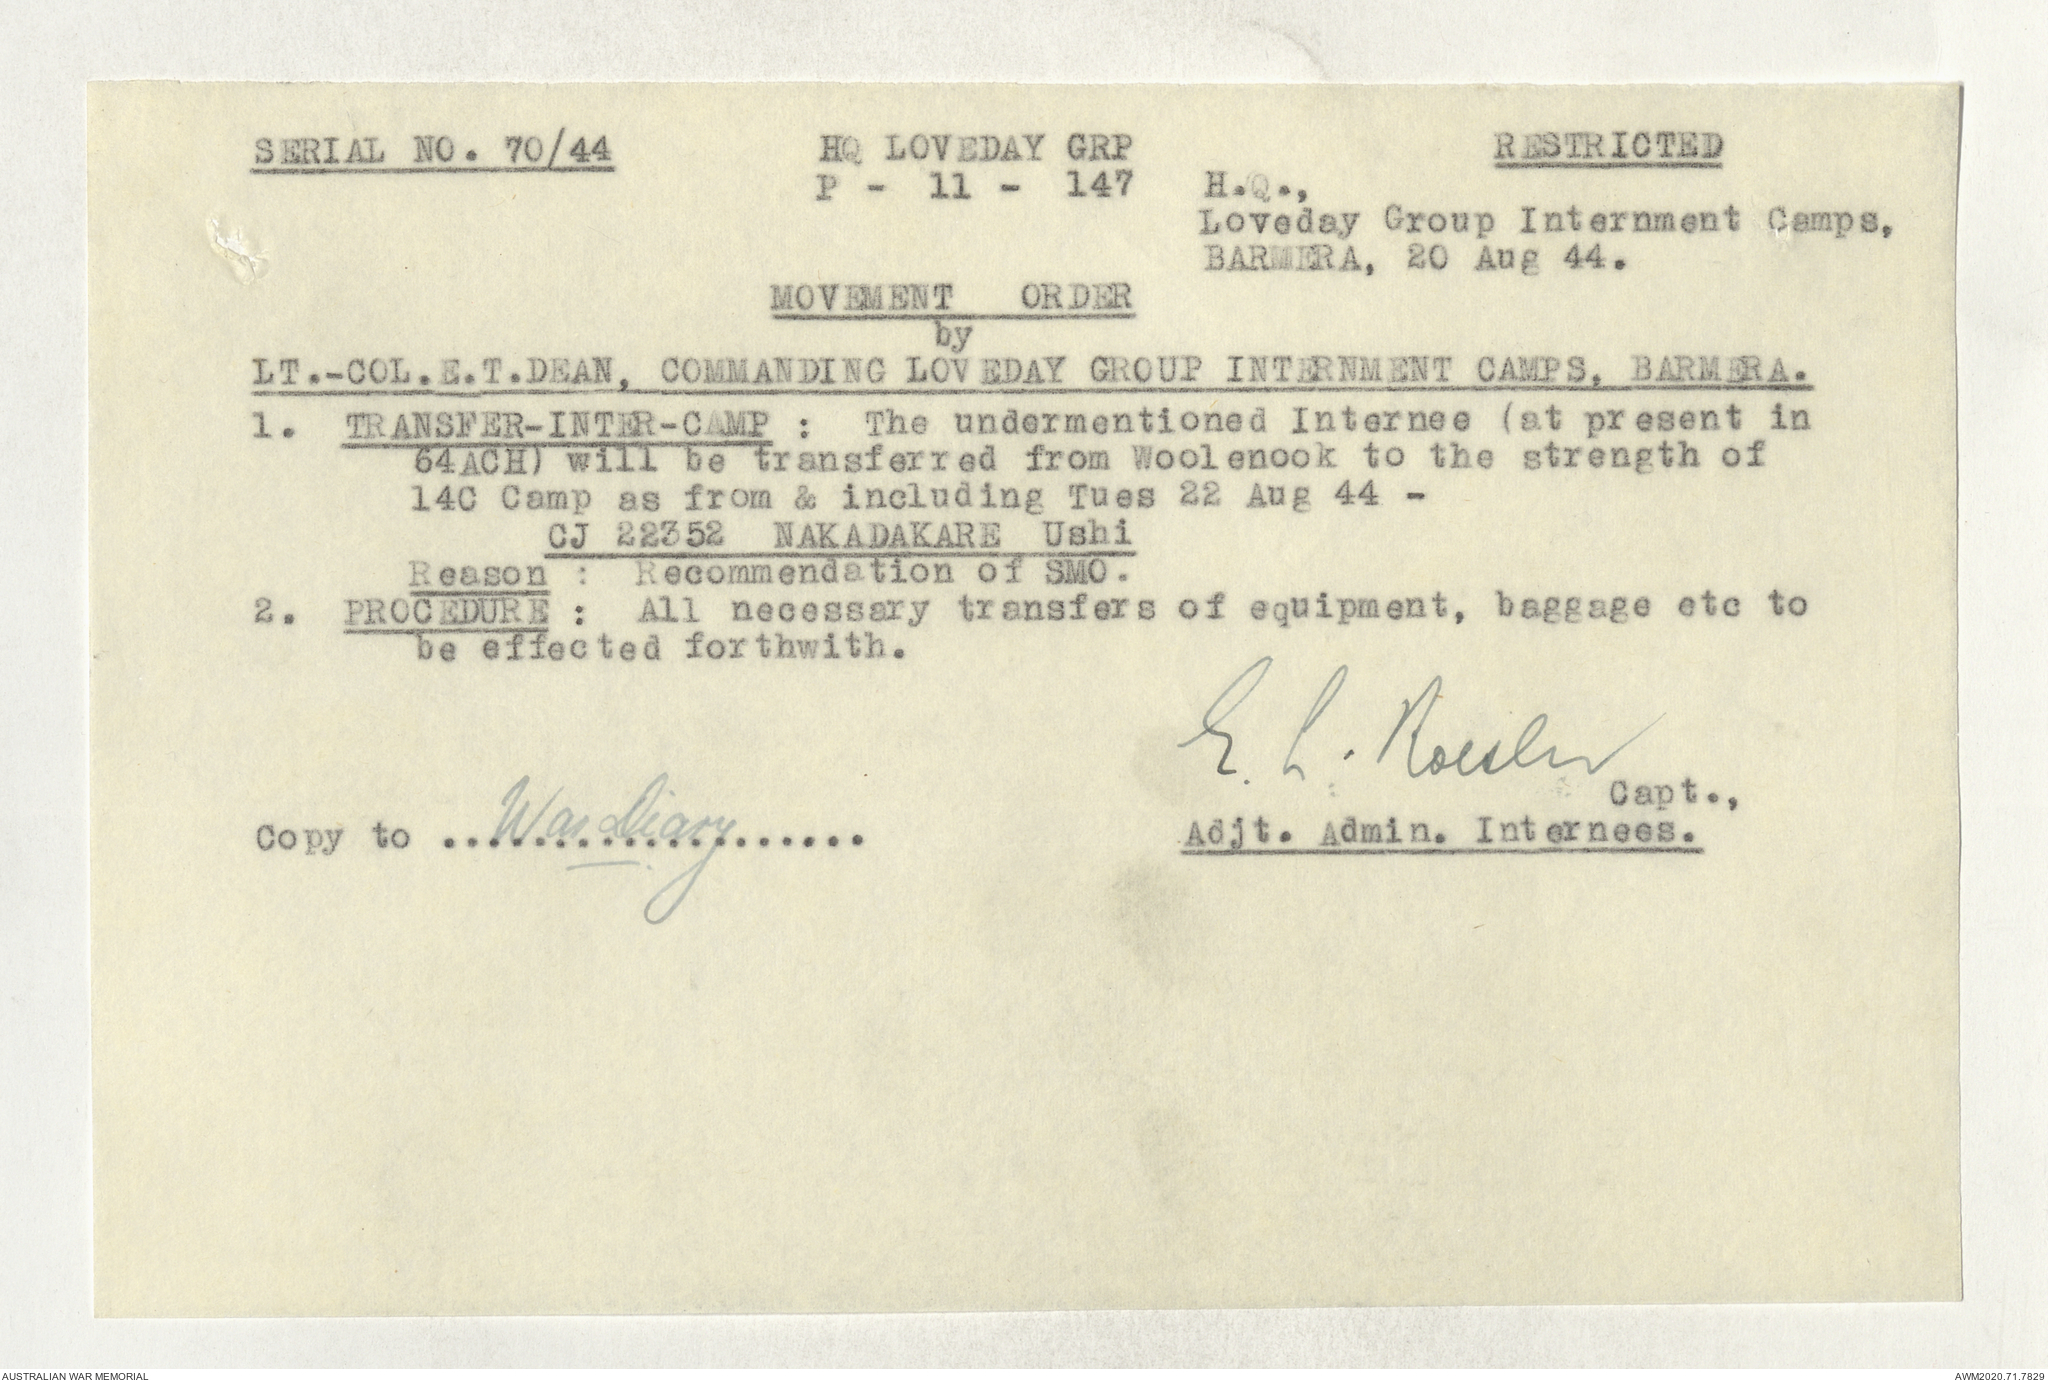 SERIAL NO. 70/44 HQ LOVEDAY GRP RESTRICTED
P - 11 - 147 H.Q.,
Loveday Group Internment Camps,
BARMERA, 20 Aug 44.
MOVEMENT ORDER
by
LT.-COL.E.T.DEAN, COMMANDING LOVEDAY GROUP INTERNMENT CAMPS, BARMERA.
1. TRANSFER-INTER-CAMP : The undermentioned Internee (at present in
64ACH) will be transferred from Woolenook to the strength of
14C Camp as from & including Tues 22 Aug 44 -
CJ 22352 NAKADAKARE Ushi
Reason : Recommendation of SMO.
2. PROCEDURE : All necessary transfers of equipment, baggage etc to
be effected forthwith.
E. L. Roesler
Capt.,
Copy to ...War Diary...................
Adjt. Admin. Internees.
AUSTRALIAN WAR MEMORIAL AWM2020.71.7829